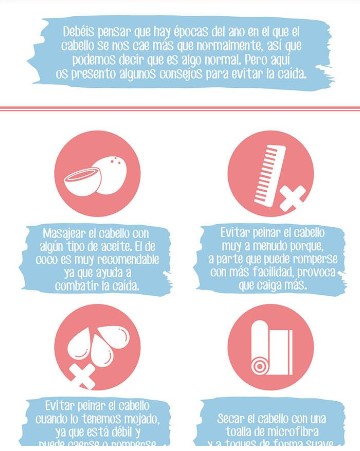 Debéis pensar que hay épocas del ano en el que el
cabello se nos cae más que normalmente, así que
podemos decir que es algo normal. Pero aquí
os presento algunos consejos para evitar la caida.
Masajear el cabello con
algún tipo de aceite. El de
coco es muy recomendable
ya que ayuda a
combatir la caida.
Evitar peinar el cabello
muy a menudo porque,
a parte que puede romperse
con más facilidad, provoca
que caiga más.
Evitar peinar el cabello
cuando lo tenemos mojado,
ya que está débil y
puede caerse o romperse
Secar el cabello con una
toalla de microfibra
y a toques de forma suave